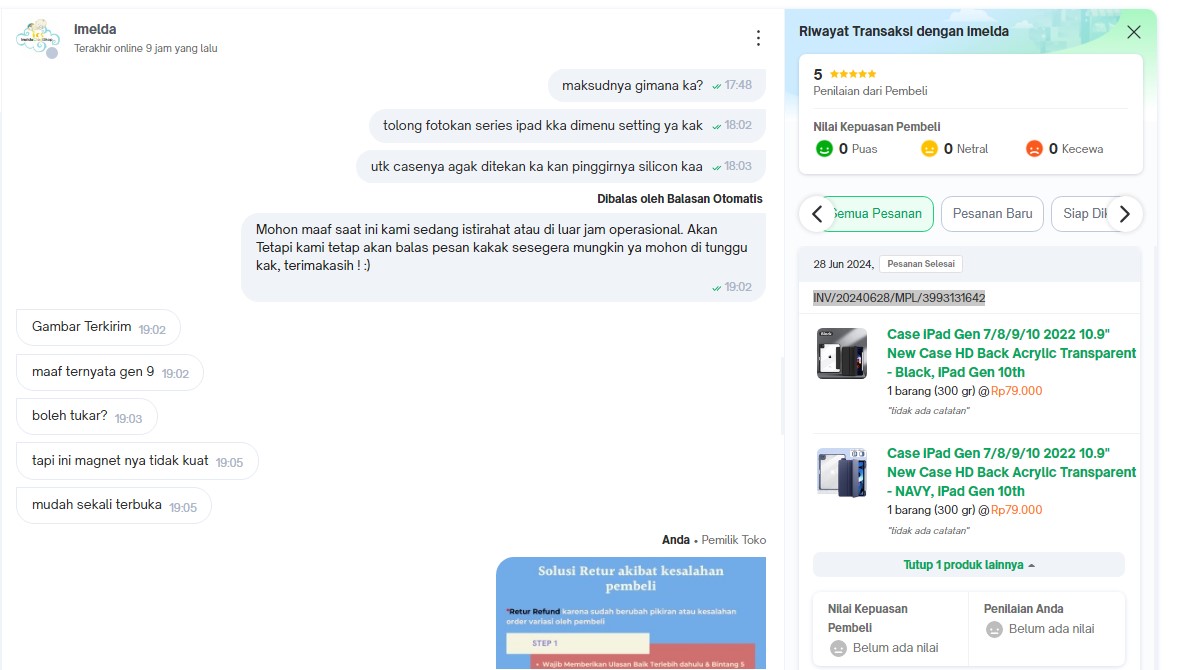 Imelda
Terakhir online 9 jam yang lalu
maksudnya gimana ka? 17:48
tolong fotokan series ipad kka dimenu setting ya kak 18:02
utk casenya agak ditekan ka kan pinggirnya silicon kaa 18:03
Dibalas oleh Balasan Otomatis
Mohon maaf saat ini kami sedang istirahat atau di luar jam operasional. Akan
Tetapi kami tetap akan balas pesan kakak sesegera mungkin ya mohon di tunggu
kak, terimakasih ! :)
19:02
Gambar Terkirim 19:02
maaf ternyata gen 9 19:02
boleh tukar? 19:03
tapi ini magnet nya tidak kuat 19:05
mudah sekali terbuka 19:05
Anda • Pemilik Toko
Solusi Retur akibat kesalahan
pembeli
*Retur Refund karena sudah berubah pikiran atau kesalahan
order variasi oleh pembeli
STEP 1
• Wajib Memberikan Ulasan Baik Terlebih dahulu & Bintang 5
Riwayat Transaksi dengan Imelda
5
Penilaian dari Pembeli
Nilai Kepuasan Pembeli
0 Puas
0 Netral
0 Kecewa
Semua Pesanan
Pesanan Baru
Siap Dik
28 Jun 2024, Pesanan Selesai
INV/20240628/MPL/3993131642
Black
Case iPad Gen 7/8/9/10 2022 10.9"
New Case HD Back Acrylic Transparent
- Black, iPad Gen 10th
1 barang (300 gr) @Rp79.000
"tidak ada catatan"
Case iPad Gen 7/8/9/10 2022 10.9"
New Case HD Back Acrylic Transparent
- NAVY, iPad Gen 10th
1 barang (300 gr) @Rp79.000
"tidak ada catatan"
Tutup 1 produk lainnya
Nilai Kepuasan
Pembeli
Belum ada nilai
Penilaian Anda
Belum ada nilai